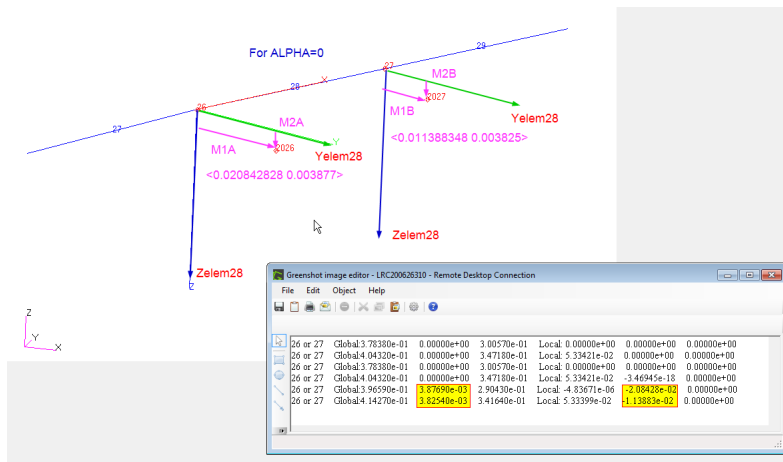 For ALPHA=0
29
27
M2B
28
X
2027
26
M1B
M2A
27
Yelem28
Y
<0.011388348 0.003825>
M1A
2026
Yelem28
<0.020842828 0.003877>
Zelem28
Zelem28
Z
Greenshot image editor - LRC200626310 - Remote Desktop Connection
File Edit Object Help
Z
Y
X
26 or 27 Global:3.78380e-01 0.00000e+00 3.00570e-01 Local: 0.00000e+00 0.00000e+00 0.00000e+00
26 or 27 Global:4.04320e-01 0.00000e+00 3.47180e-01 Local: 5.33421e-02 0.00000e+00 0.00000e+00
26 or 27 Global:3.78380e-01 0.00000e+00 3.00570e-01 Local: 0.00000e+00 0.00000e+00 0.00000e+00
26 or 27 Global:4.04320e-01 0.00000e+00 3.47180e-01 Local: 5.33421e-02 -3.46945e-18 0.00000e+00
26 or 27 Global:3.96590e-01 3.87690e-03 2.90430e-01 Local: -4.83671e-06 -2.08428e-02 0.00000e+00
26 or 27 Global:4.14270e-01 3.82540e-03 3.41640e-01 Local: 5.33399e-02 -1.13883e-02 0.00000e+00